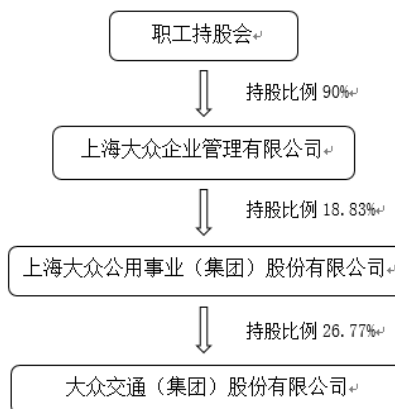 职工持股会
持股比例 90%
上海大众企业管理有限公司
持股比例 18.83%
上海大众公用事业（集团）股份有限公司
持股比例 26.77%
大众交通（集团）股份有限公司